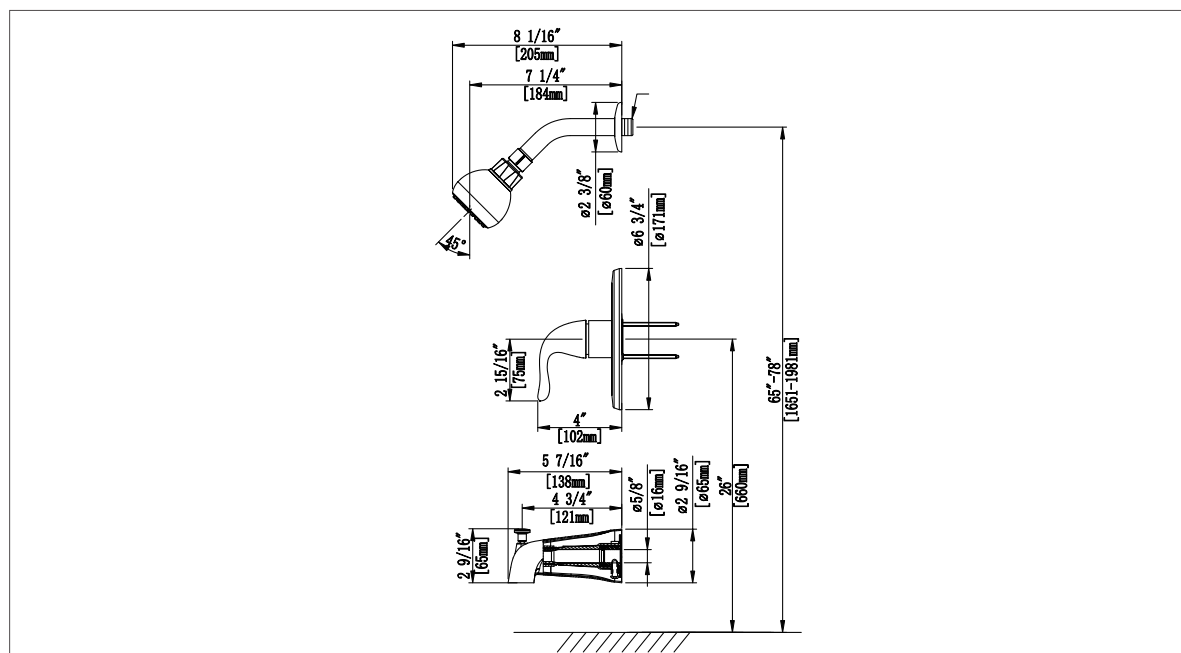 8 1/16″
[205mm]
7 1/4″
[184mm]
ø2 3/8″
[ø60mm]
ø6 3/4″
[ø171mm]
45°
2 15/16″
[75mm]
4″
[102mm]
65″-78″
[1651-1981mm]
5 7/16″
[138mm]
4 3/4″
[121mm]
ø5/8″
[ø16mm]
ø2 9/16″
[ø65mm]
26″
[660mm]
2 9/16″
[65mm]